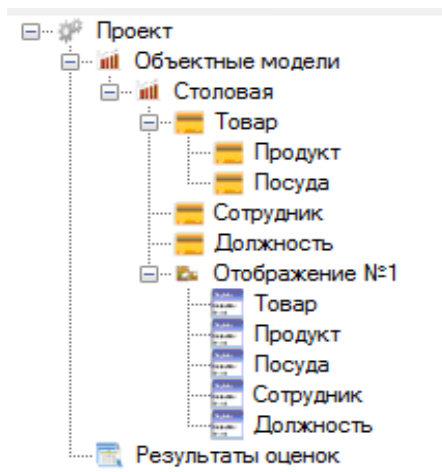 Проект
Объектные модели
Столовая
Товар
Продукт
Посуда
Сотрудник
Должность
Отображение №1
Товар
Продукт
Посуда
Сотрудник
Должность
Результаты оценок